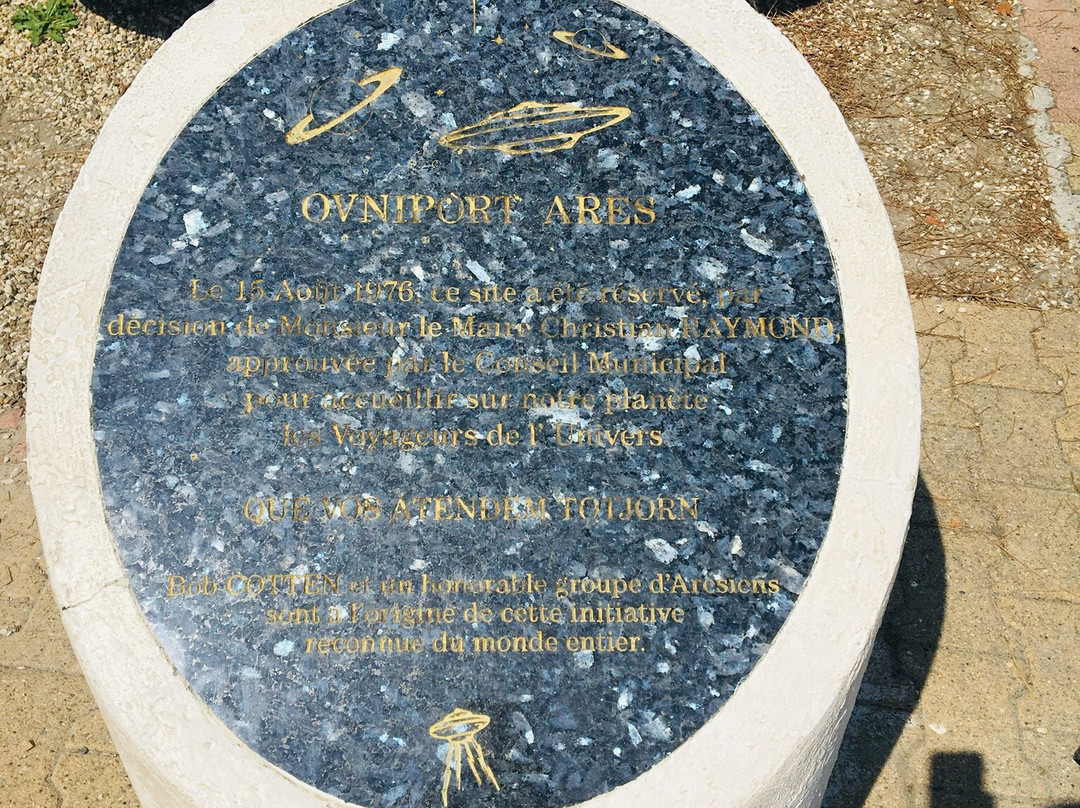 OVNIPORT ARES
Le 15 Août 1976, ce site a été réservé, par
décision de Monsieur le Maire Christian RAYMOND,
approuvée par le Conseil Municipal
pour accueillir sur notre planète
les Voyageurs de l' Univers
QUE VOS ATENDEM TOTJORN
Bob COTTEN et un honorable groupe d'Arésiens
sont à l'origine de cette initiative
reconnue du monde entier.